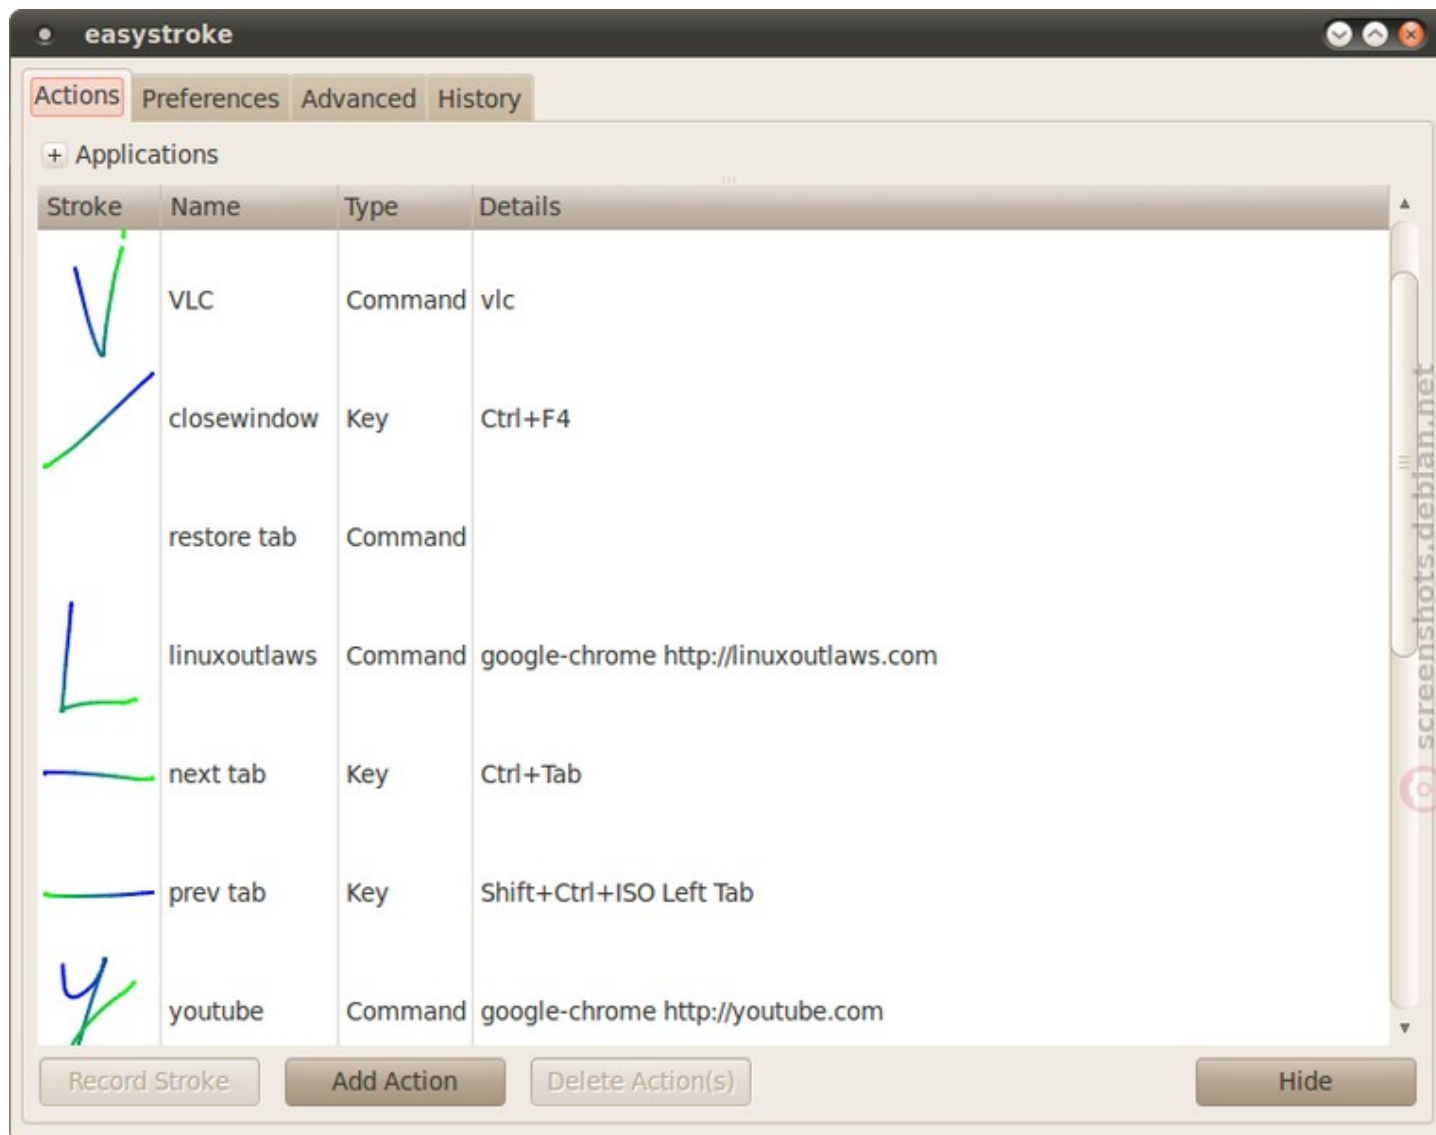 easystroke
Actions Preferences Advanced History
+ Applications
Stroke Name Type Details
VLC Command vlc
closewindow Key Ctrl+F4
restore tab Command
linuxoutlaws Command google-chrome http://linuxoutlaws.com
next tab Key Ctrl+Tab
prev tab Key Shift+Ctrl+ISO Left Tab
youtube Command google-chrome http://youtube.com
Record Stroke Add Action Delete Action(s) Hide
screenshots.debian.net